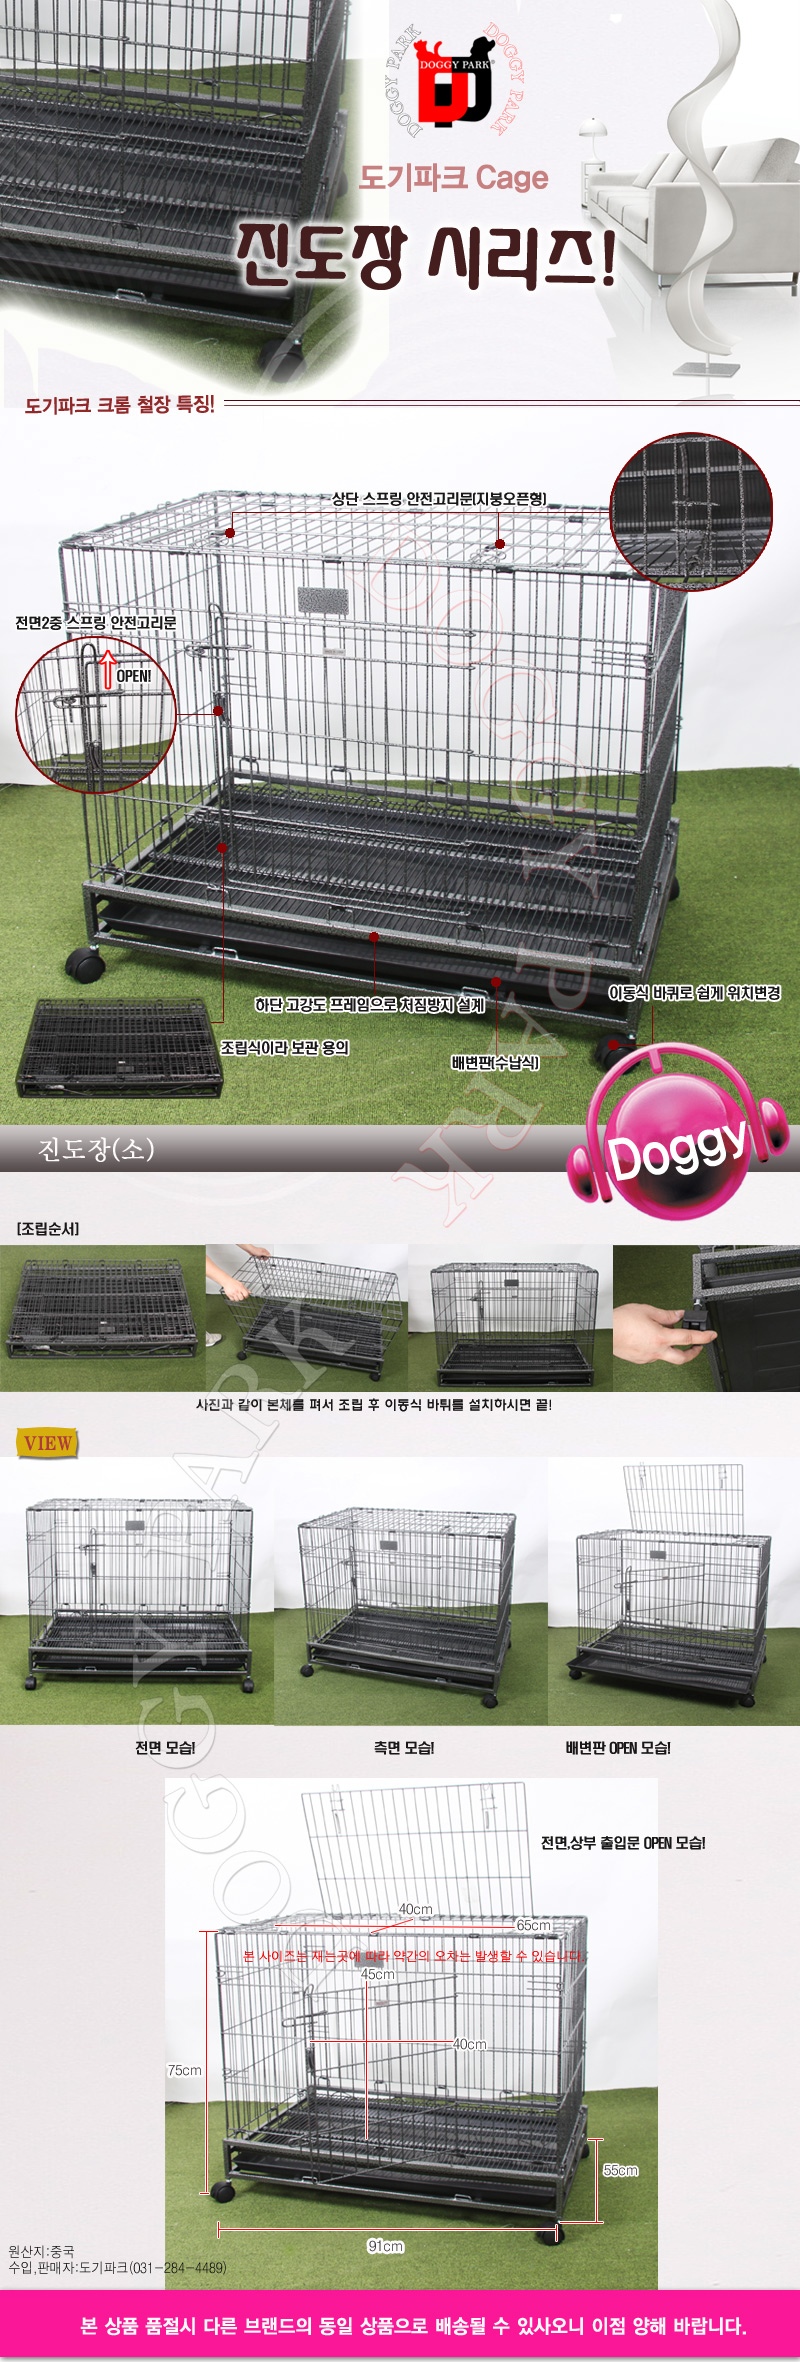 DOGGY PARK
DOGGY PARK
DOGGY PARK
도기파크 Cage
진도장 시리즈!
도기파크 크롬 철장 특징!
상단 스프링 안전고리문(지붕오픈형)
전면2중 스프링 안전고리문
OPEN!
하단 고강도 프레임으로 처짐방지 설계
이동식 바퀴로 쉽게 위치변경
조립식이라 보관 용의
배변판(수납식)
DOGGY PARK
Doggy
진도장(소)
[조립순서]
사진과 같이 본체를 펴서 조립 후 이동식 바튀를 설치하시면 끝!
VIEW
전면 모습!
측면 모습!
배변판 OPEN 모습!
DOGGY PARK
전면,상부 출입문 OPEN 모습!
40cm
65cm
본 사이즈는 재는곳에 따라 약간의 오차는 발생할 수 있습니다.
45cm
40cm
75cm
55cm
91cm
원산지:중국
수입,판매자:도기파크(031-284-4489)
본 상품 품절시 다른 브랜드의 동일 상품으로 배송될 수 있사오니 이점 양해 바랍니다.